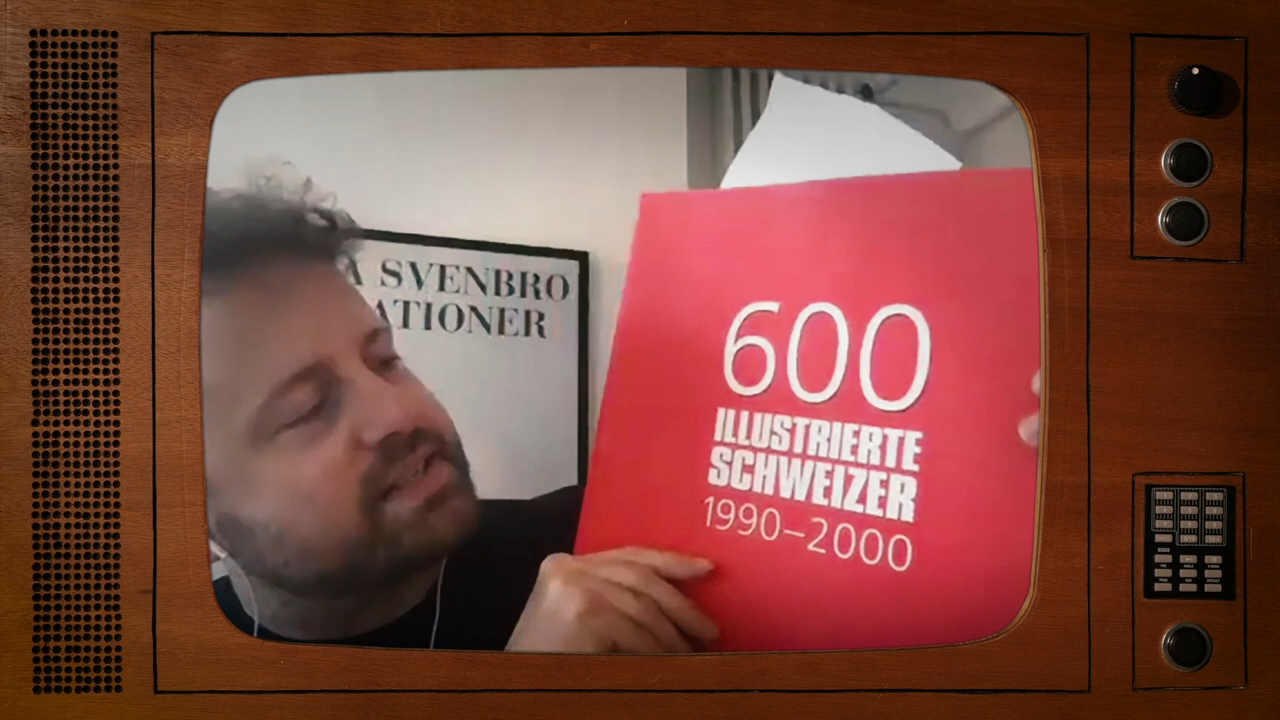 A SVENBRO
ATIONER
600
ILLUSTRIERTE
SCHWEIZER
1990–2000